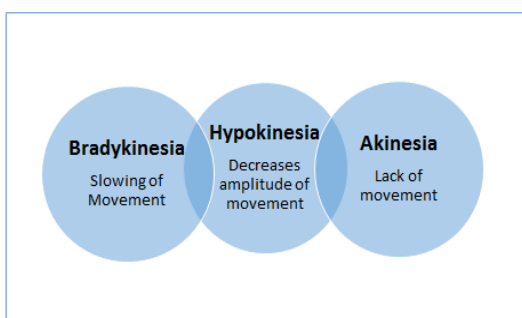 Bradykinesia
Slowing of
Movement
Hypokinesia
Decreases
amplitude of
movement
Akinesia
Lack of
movement